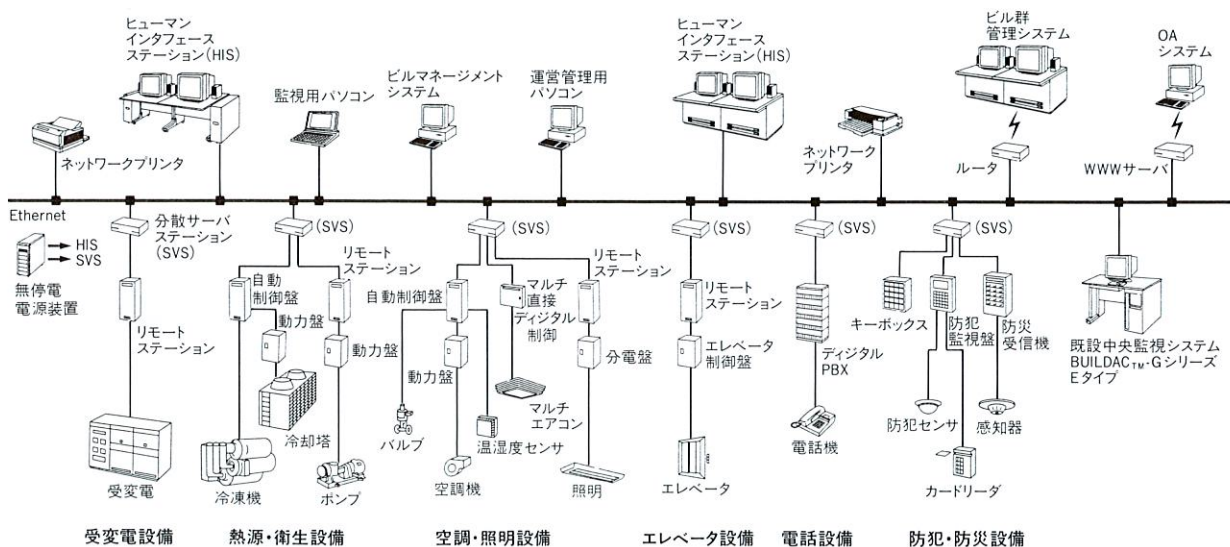 ヒューマン
インタフェース
ステーション(HIS)
監視用パソコン
ビルマネージメント
システム
運営管理用
パソコン
ヒューマン
インタフェース
ステーション(HIS)
ビル群
管理システム
OA
システム
ネットワークプリンタ
ネットワーク
プリンタ
ルータ
WWWサーバ
Ethernet
分散サーバ
ステーション
(SVS)
(SVS)
(SVS)
(SVS)
(SVS)
(SVS)
HIS
SVS
無停電
電源装置
リモート
ステーション
自動
制御盤
動力盤
リモート
ステーション
動力盤
自動制御盤
動力盤
マルチ
直接
ディジタル
制御
リモート
ステーション
分電盤
リモート
ステーション
エレベータ
制御盤
ディジタル
PBX
キーボックス
防犯
監視盤
防災
受信機
既設中央監視システム
BUILDACTM-Gシリーズ
Eタイプ
受変電
冷却塔
冷凍機
ポンプ
バルブ
空調機
温湿度センサ
マルチ
エアコン
照明
エレベータ
電話機
防犯センサ
感知器
カードリーダ
受変電設備
熱源・衛生設備
空調・照明設備
エレベータ設備
電話設備
防犯・防災設備